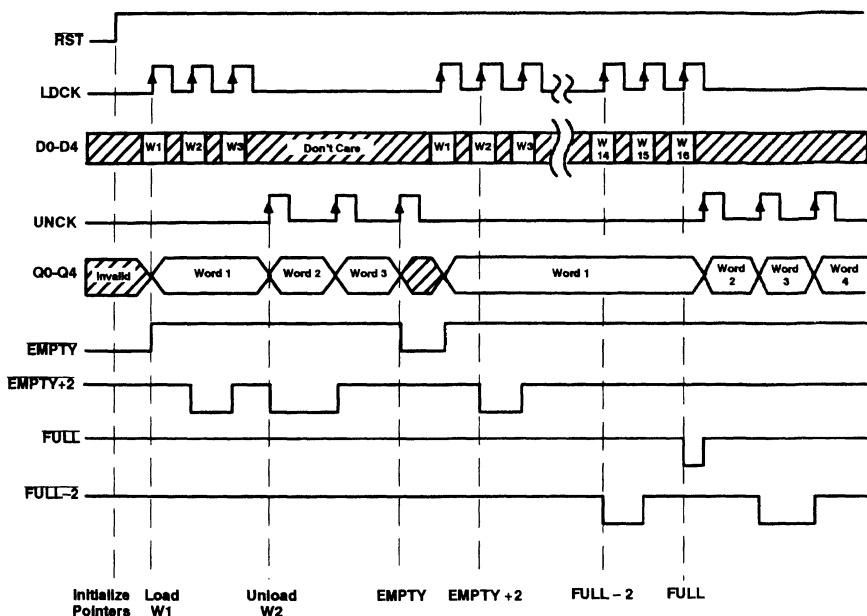 RST
LDCK
D0-D4 W1 W2 W3 Don't Care W1 W2 W3 W 14 W 15 W 16
UNCK
Q0-Q4 Invalid Word 1 Word 2 Word 3 Word 1 Word 2 Word 3 Word 4
EMPTY
EMPTY+2
FULL
FULL-2
Initialize Pointers
Load W1
Unload W2
EMPTY
EMPTY +2
FULL - 2
FULL